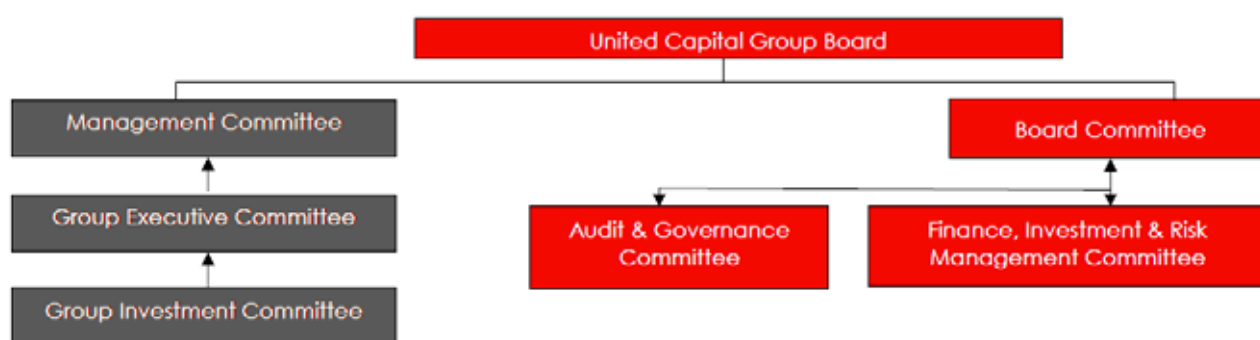 United Capital Group Board
Management Committee
Board Committee
Group Executive Committee
Audit & Governance
Committee
Finance, Investment & Risk
Management Committee
Group Investment Committee